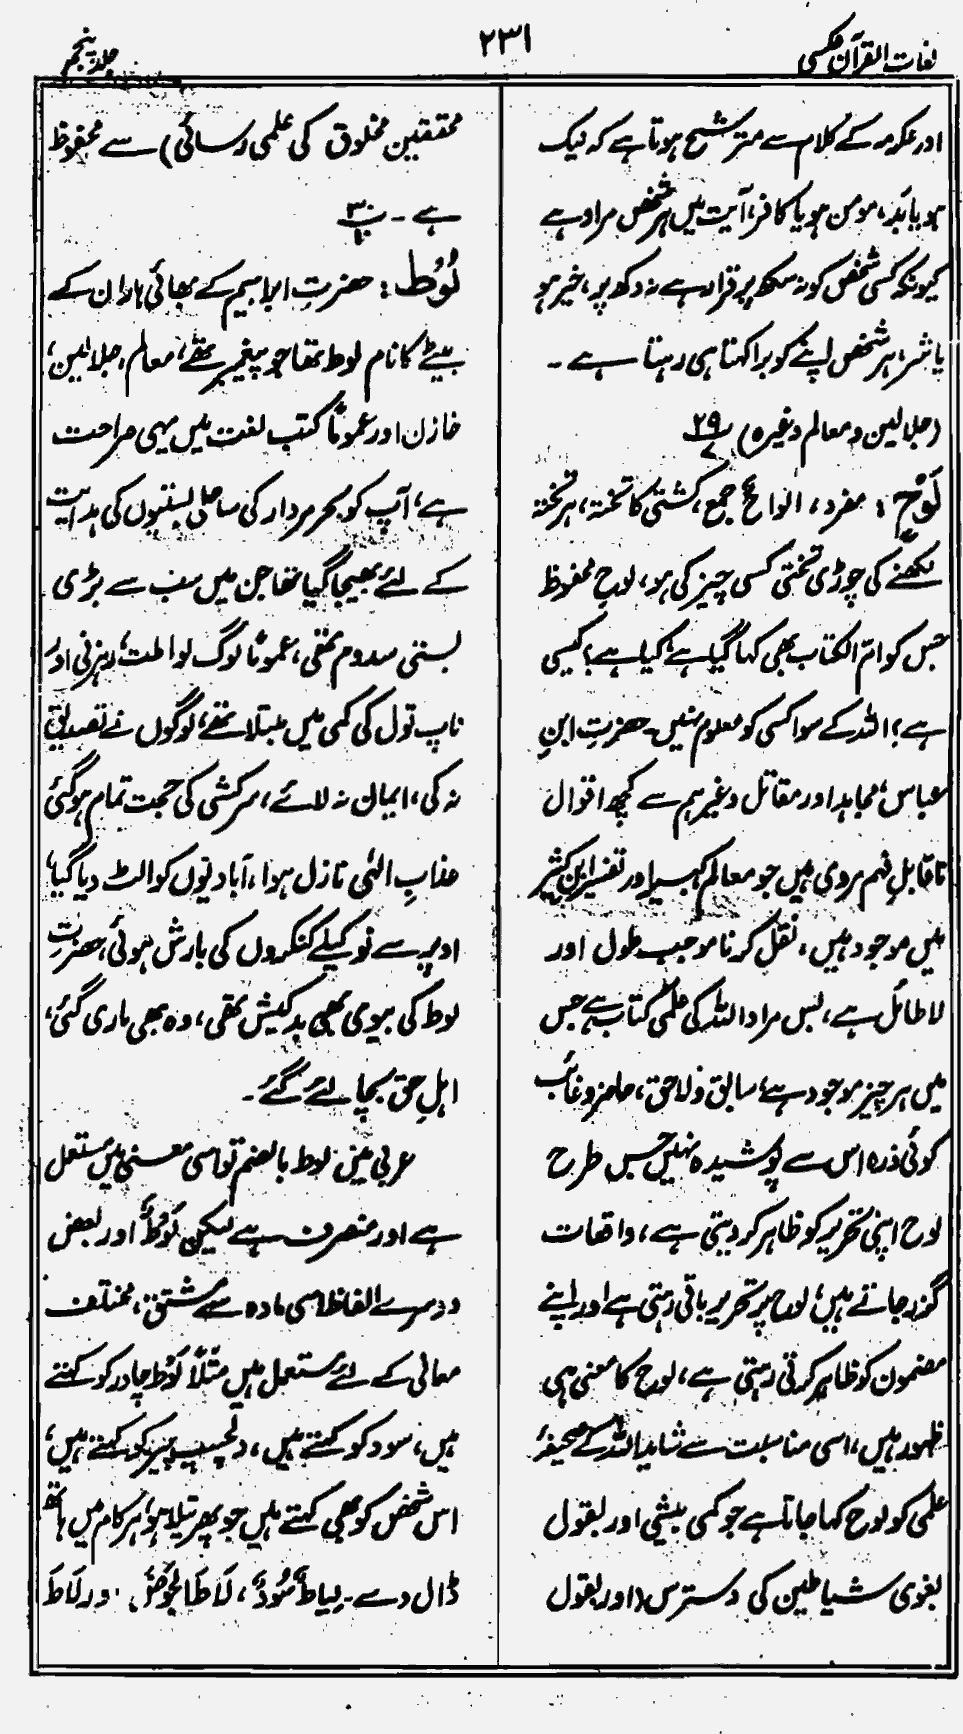 لغات القرآن عکسی
۲۳۱
جلد پنجم
اور عکرمہ کے کلام سے مترشح ہوتا ہے کہ نیک
ہو یا بد، مومن ہو یا کافر، آیت میں ہر شخص مراد ہے
کیونکہ کسی شخص کو نہ سکھ پر قرار ہے نہ دکھ پر، خیر ہو
یا شر، ہر شخص اپنے کو برا کہتا ہی رہتا ہے ۔
(جلالین و معالم وغیرہ) ۲۹
لَوْحٍ : مفرد، الواح جمع، کشتی کا تختہ، ہر تختہ
لکھنے کی چوڑی تختی کسی چیز کی ہو، لوحِ محفوظ
جس کو امّ الکتاب بھی کہا گیا ہے، کیا ہے؟ کیسی
ہے؟ اللہ کے سوا کسی کو معلوم نہیں۔ حضرتِ ابنِ
عباس، مجاہد اور مقاتل وغیرہم سے کچھ اقوال
ناقابلِ فہم مروی ہیں جو معالم کبیر اور تفسیر ابن کثیر
میں موجود ہیں، نقل کرنا موجب طول اور
لا طائل ہے، بس مراد اللہ کی علمی کتاب ہے جس
میں ہر چیز موجود ہے، سابق و لاحق، حاضر و غائب
کوئی ذرہ اس سے پوشیدہ نہیں جس طرح
لوح اپنی تحریر کو ظاہر کر دیتی ہے، واقعات
گزر جاتے ہیں، لوح پر تحریر باقی رہتی ہے اور اپنے
مضمون کو ظاہر کرتی رہتی ہے، لوح کا معنی ہی
ظہور ہیں، اسی مناسبت سے شاید اللہ کے صحیفۂ
علمی کو لوح کہا جاتا ہے جو کمی بیشی اور بقول
بغوی شیاطین کی دسترس (اور بقول
محققین مخلوق کی علمی رسائی) سے محفوظ
ہے ۔ ۳۰
لُوْط : حضرتِ ابراہیم کے بھائی ہاران کے
بیٹے کا نام لوط تھا جو پیغمبر تھے، معالم، جلالین،
خازن اور عموماً کتب لغت میں یہی صراحت
ہے، آپ کو بحر مردار کی ساحلی بستیوں کی ہدایت
کے لئے بھیجا گیا تھا جن میں سب سے بڑی
بستی سدوم تھی، عموماً لوگ لواطت، رہزنی اور
ناپ تول کی کمی میں مبتلا تھے، لوگوں نے تصدیق
نہ کی، ایمان نہ لائے، سرکشی کی حجت تمام ہو گئی
عذابِ الٰہی نازل ہوا، آبادیوں کو الٹ دیا گیا،
اوپر سے نوکیلے کنکروں کی بارش ہوئی، حضرتِ
لوط کی بیوی بھی بدکیش تھی، وہ بھی ماری گئی،
اہلِ حق بچا لئے گئے ۔
عربی میں لوط بالضم تو اسی معنی میں مستعمل
ہے اور منصرف ہے لیکن لَوْطٌ اور بعض
دوسرے الفاظ اسی مادہ سے مشتق، مختلف
معانی کے لئے مستعمل ہیں مثلاً لَوْط چادر کو کہتے
ہیں، سود کو کہتے ہیں، دلچسپ چیز کو کہتے ہیں،
اس شخص کو بھی کہتے ہیں جو پھرتیلا ہو، ہر کام میں ہاتھ
ڈال دے ۔ لِیاطٌ سُوْدٌ، لَاطَ الحَوْضَ اور لَاطَ